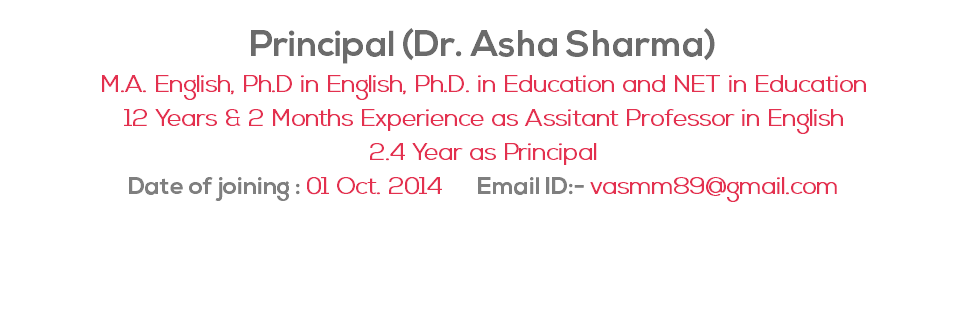 Principal (Dr. Asha Sharma)
M.A. English, Ph.D in English, Ph.D. in Education and NET in Education
12 Years & 2 Months Experience as Assitant Professor in English
2.4 Year as Principal
Date of joining : 01 Oct. 2014 Email ID:- vasmm89@gmail.com